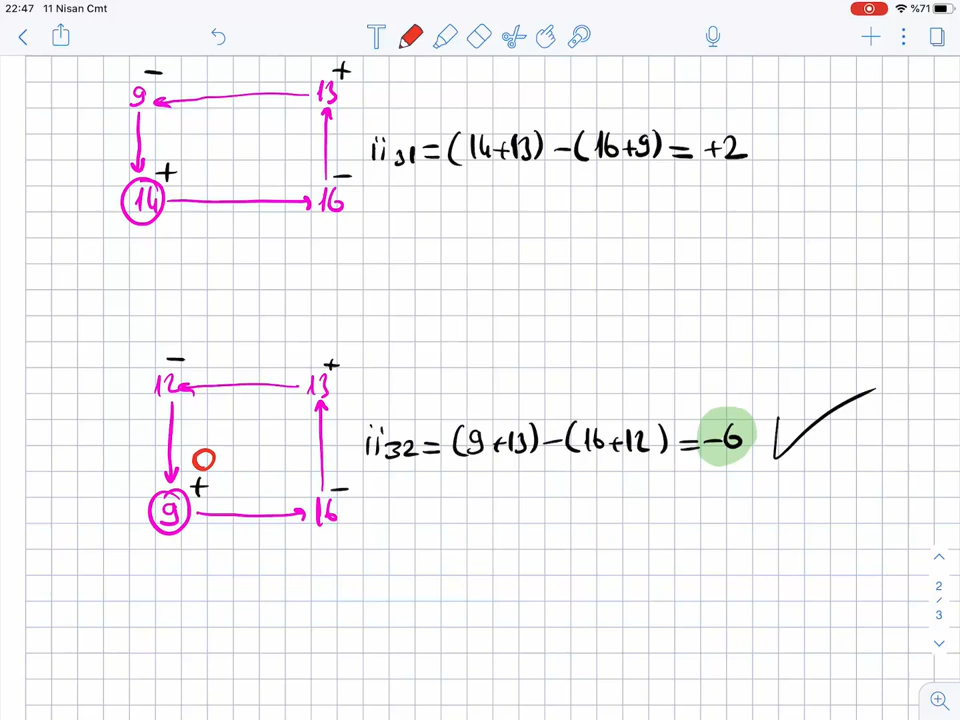 22:47 11 Nisan Cmt %71
T
− +
9 13
ii31 = (14+13) − (16+9) = +2
+ −
14 16
− +
12 13
ii32 = (9+13) − (16+12) = −6
O
+ −
9 16
2
/
3